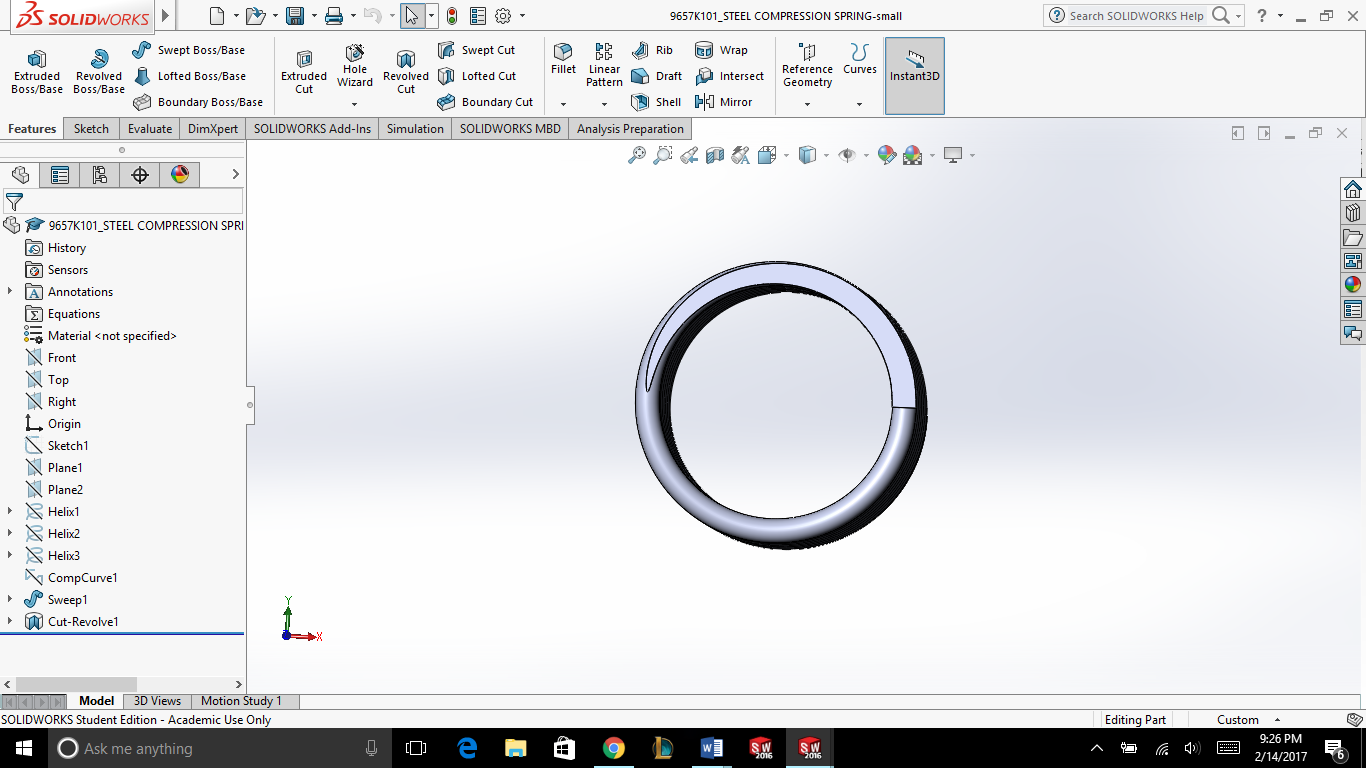 SOLIDWORKS
9657K101_STEEL COMPRESSION SPRING-small
Search SOLIDWORKS Help
Extruded Boss/Base
Revolved Boss/Base
Swept Boss/Base
Lofted Boss/Base
Boundary Boss/Base
Extruded Cut
Hole Wizard
Revolved Cut
Swept Cut
Lofted Cut
Boundary Cut
Fillet
Linear Pattern
Rib
Draft
Shell
Wrap
Intersect
Mirror
Reference Geometry
Curves
Instant3D
Features
Sketch
Evaluate
DimXpert
SOLIDWORKS Add-Ins
Simulation
SOLIDWORKS MBD
Analysis Preparation
9657K101_STEEL COMPRESSION SPRI
History
Sensors
Annotations
Equations
Material <not specified>
Front
Top
Right
Origin
Sketch1
Plane1
Plane2
Helix1
Helix2
Helix3
CompCurve1
Sweep1
Cut-Revolve1
Y
X
Model
3D Views
Motion Study 1
SOLIDWORKS Student Edition - Academic Use Only
Editing Part
Custom
Ask me anything
SW 2016
SW 2016
9:26 PM
2/14/2017
6